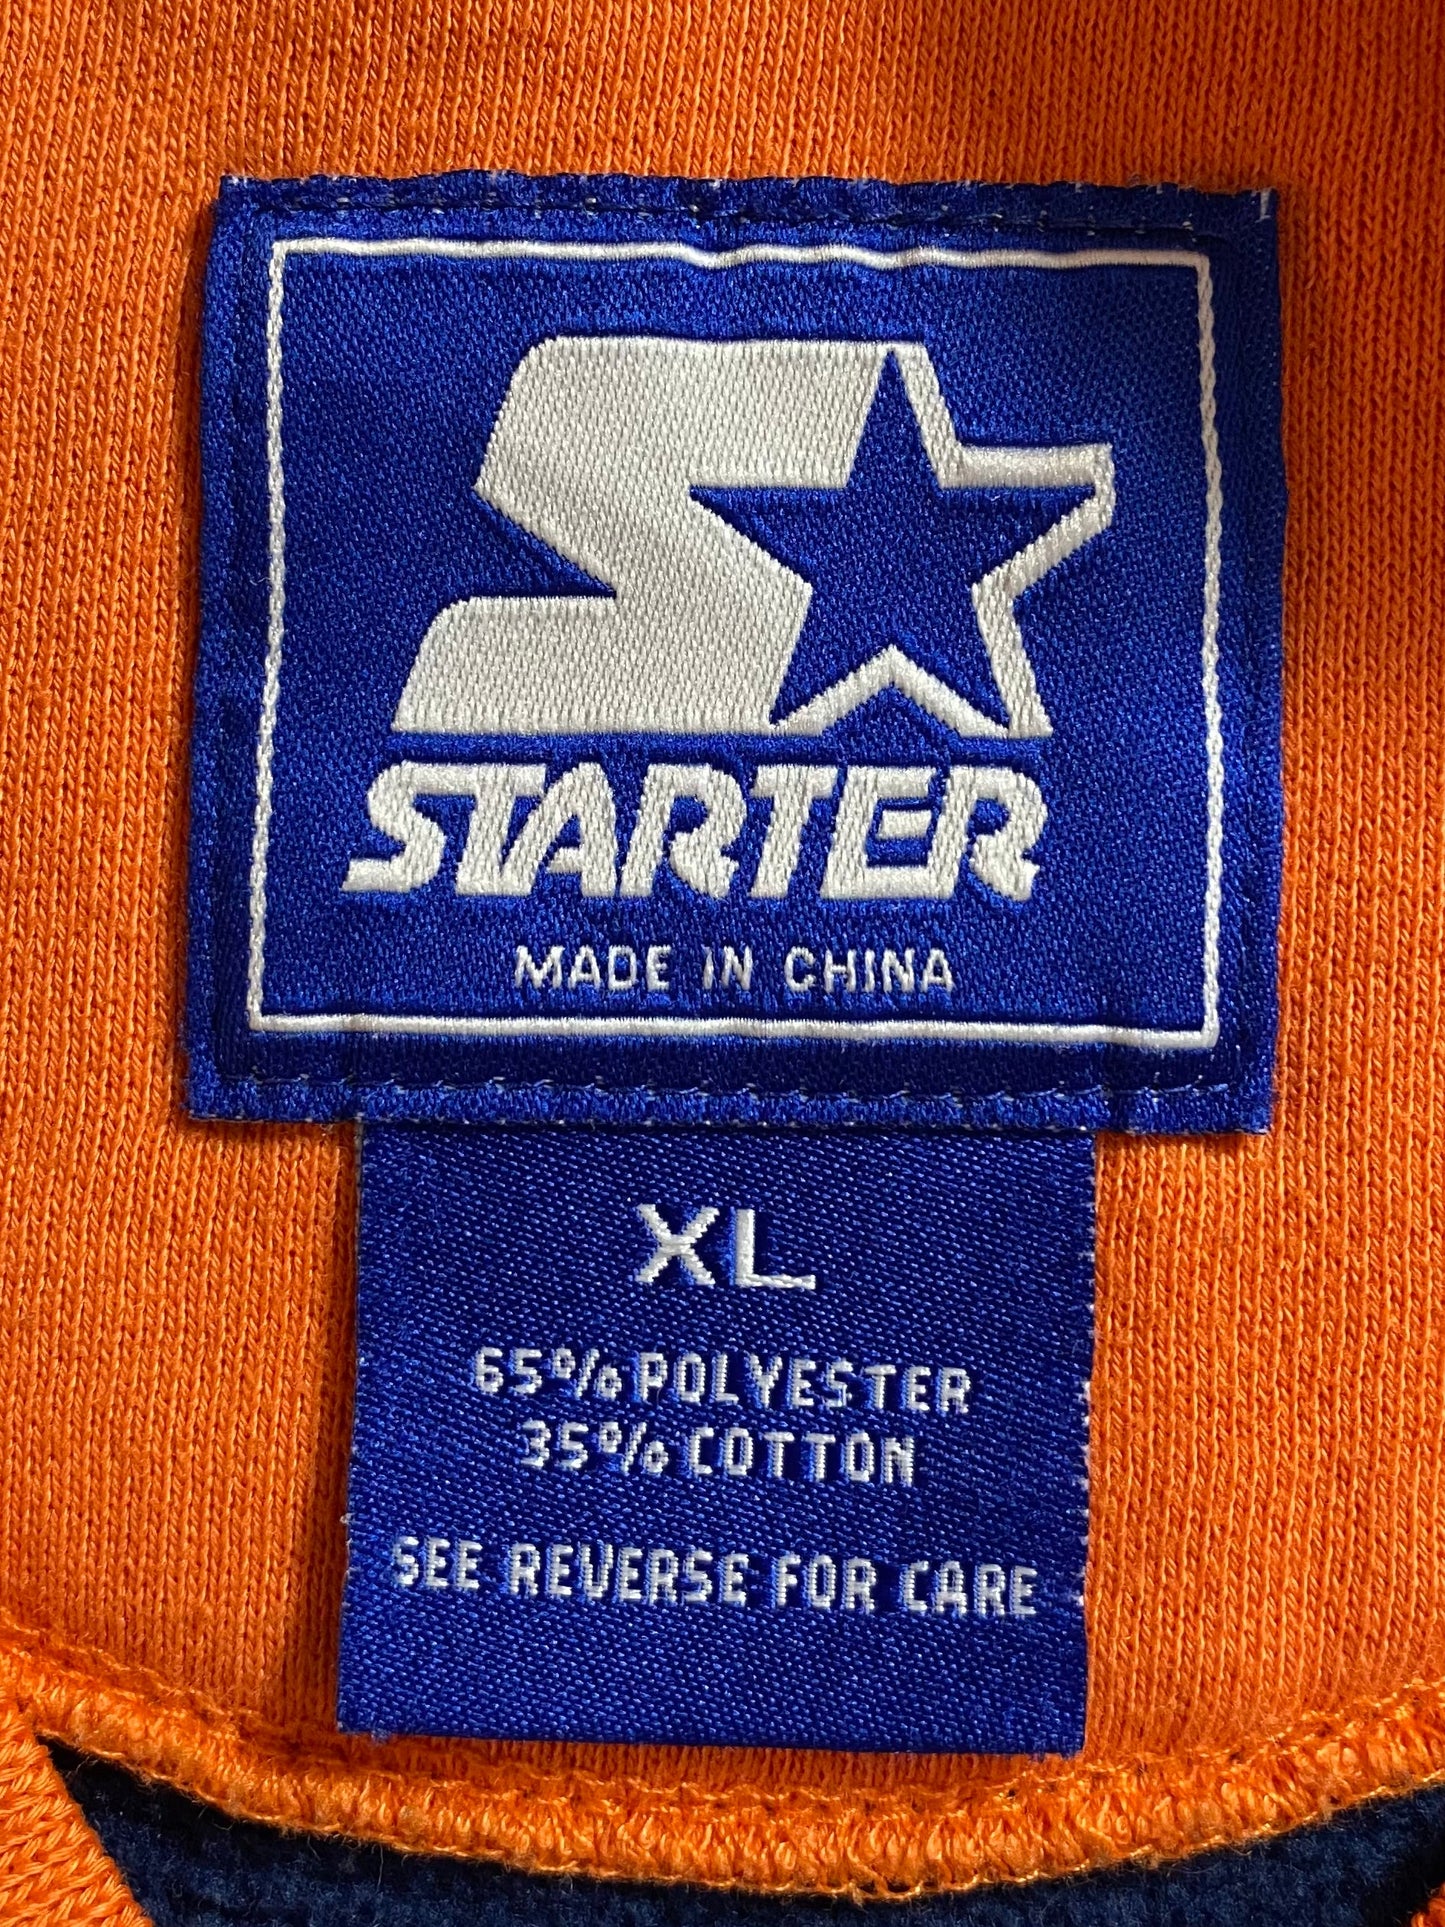 STARTER
MADE IN CHINA
XL
65% POLYESTER
35% COTTON
SEE REVERSE FOR CARE